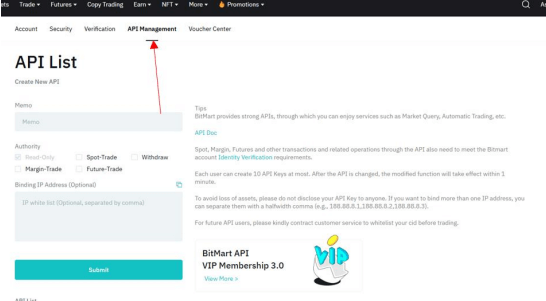 ets Trade Futures Copy Trading Earn NFT More Promotions
Account Security Verification API Management Voucher Center
API List
Create New API
Memo
Memo
Authority
Read-Only Spot-Trade Withdraw
Margin-Trade Future-Trade
Binding IP Address (Optional)
IP white list (Optional, separated by comma)
Submit
API List
Tips
BitMart provides strong APIs, through which you can enjoy services such as Market Query, Automatic Trading, etc.
API Doc
Spot, Margin, Futures and other transactions and related operations through the API also need to meet the Bitmart
account Identity Verification requirements.
Each user can create 10 API Keys at most. After the API is changed, the modified function will take effect within 1
minute.
To avoid loss of assets, please do not disclose your API Key to anyone. If you want to bind more than one IP address, you
can separate them with a halfwidth comma (e.g., 188.88.8.1,188.88.8.2,188.88.8.3).
For future API users, please kindly contract customer service to whitelist your cid before trading.
BitMart API
VIP Membership 3.0
View More >
VIP